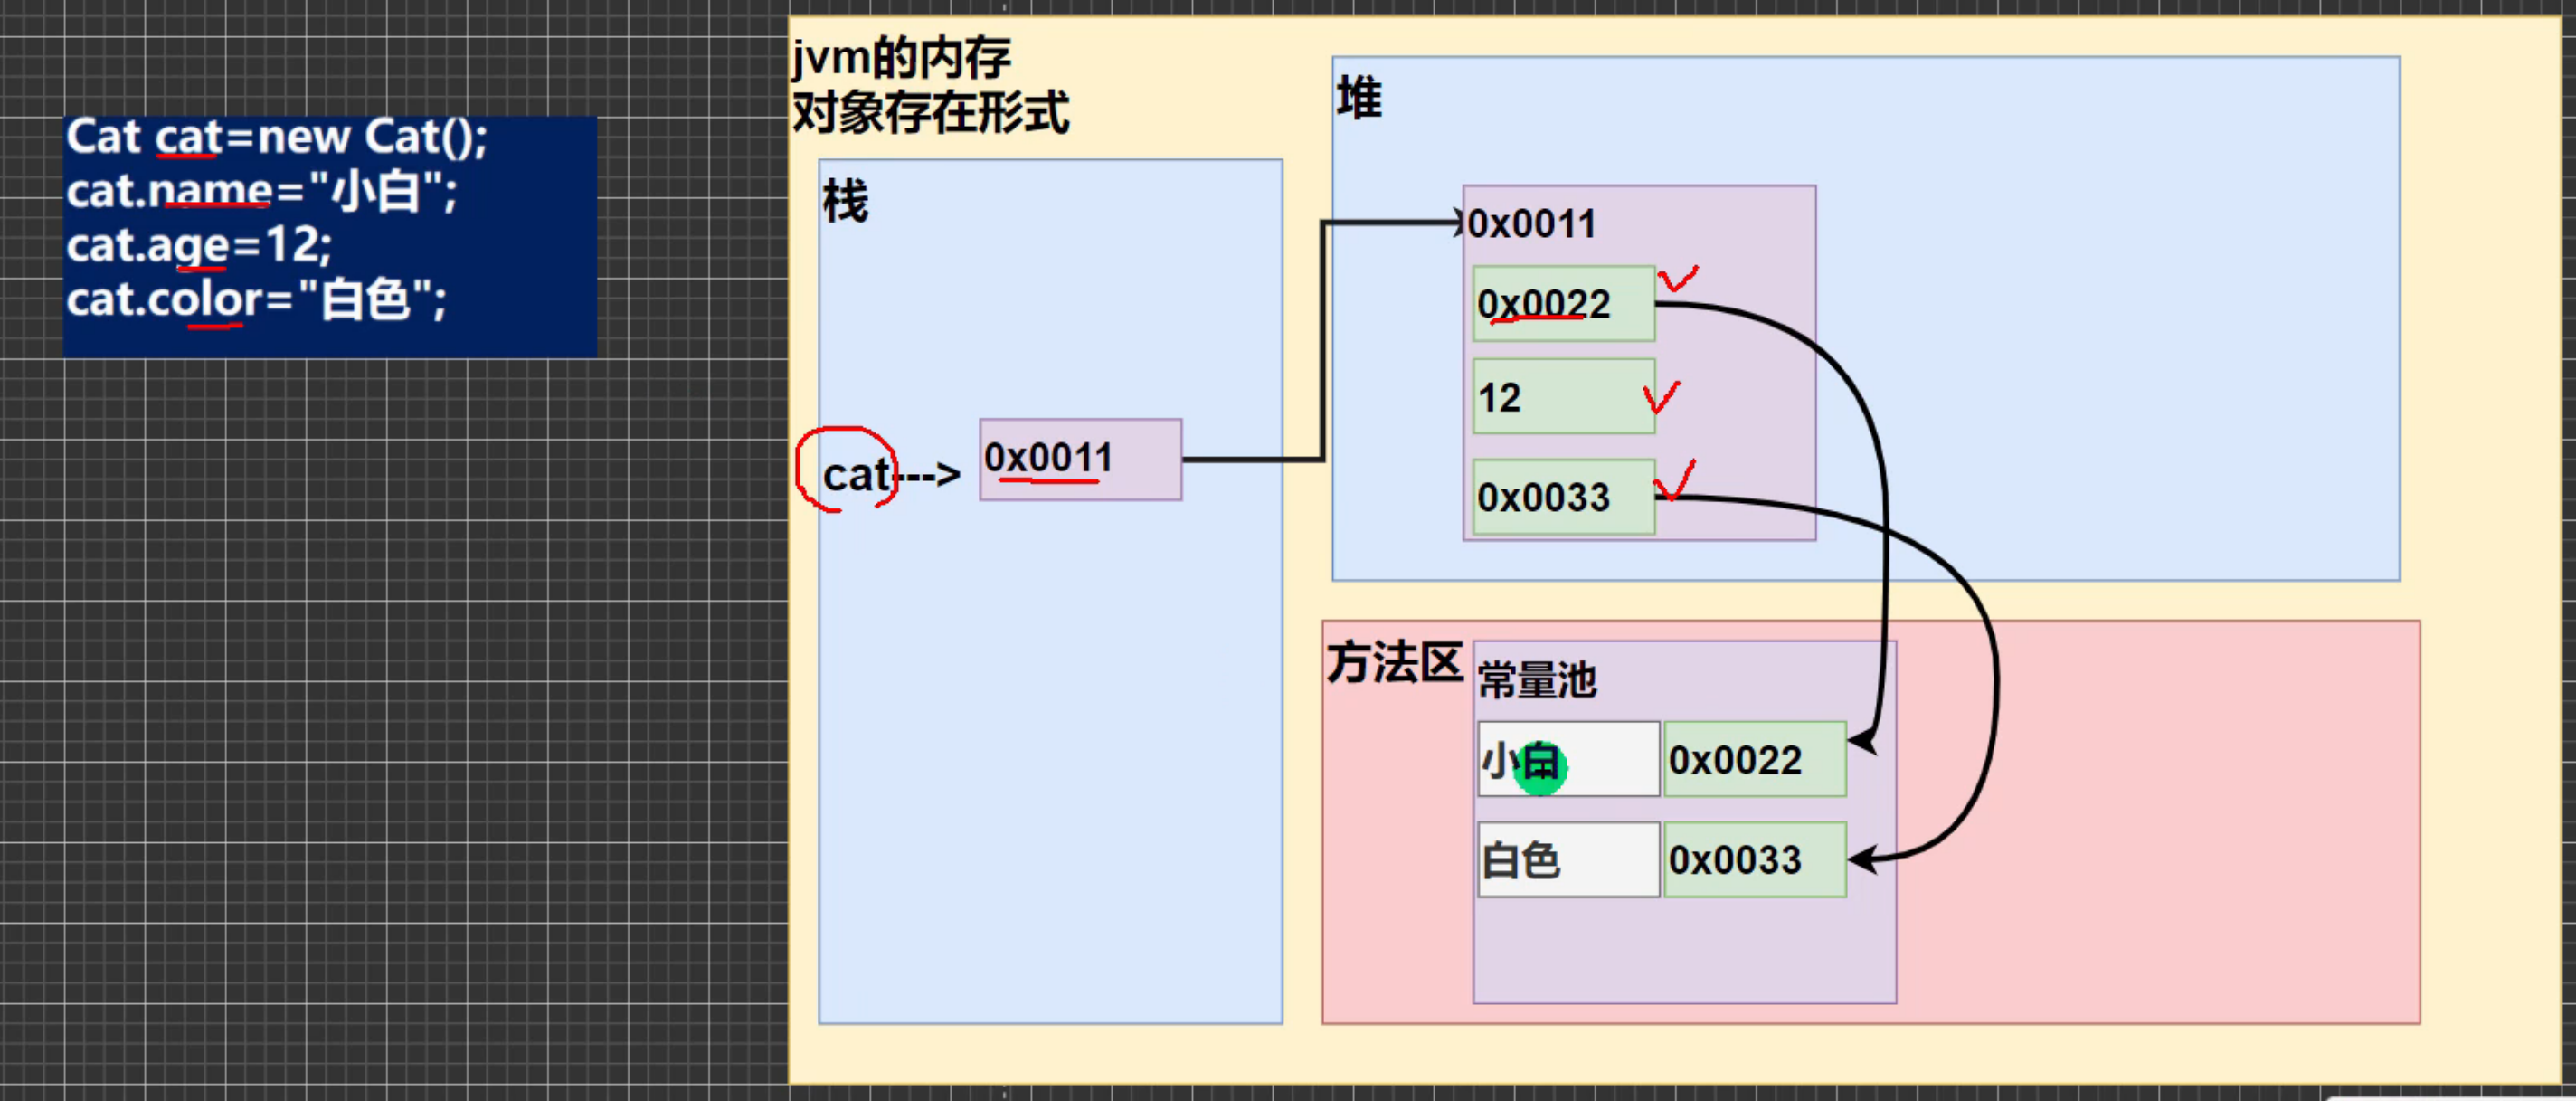 Cat cat=new Cat();
cat.name="小白";
cat.age=12;
cat.color="白色";
jvm的内存
对象存在形式
栈
cat--->
0x0011
堆
0x0011
0x0022
12
0x0033
方法区
常量池
小白
0x0022
白色
0x0033